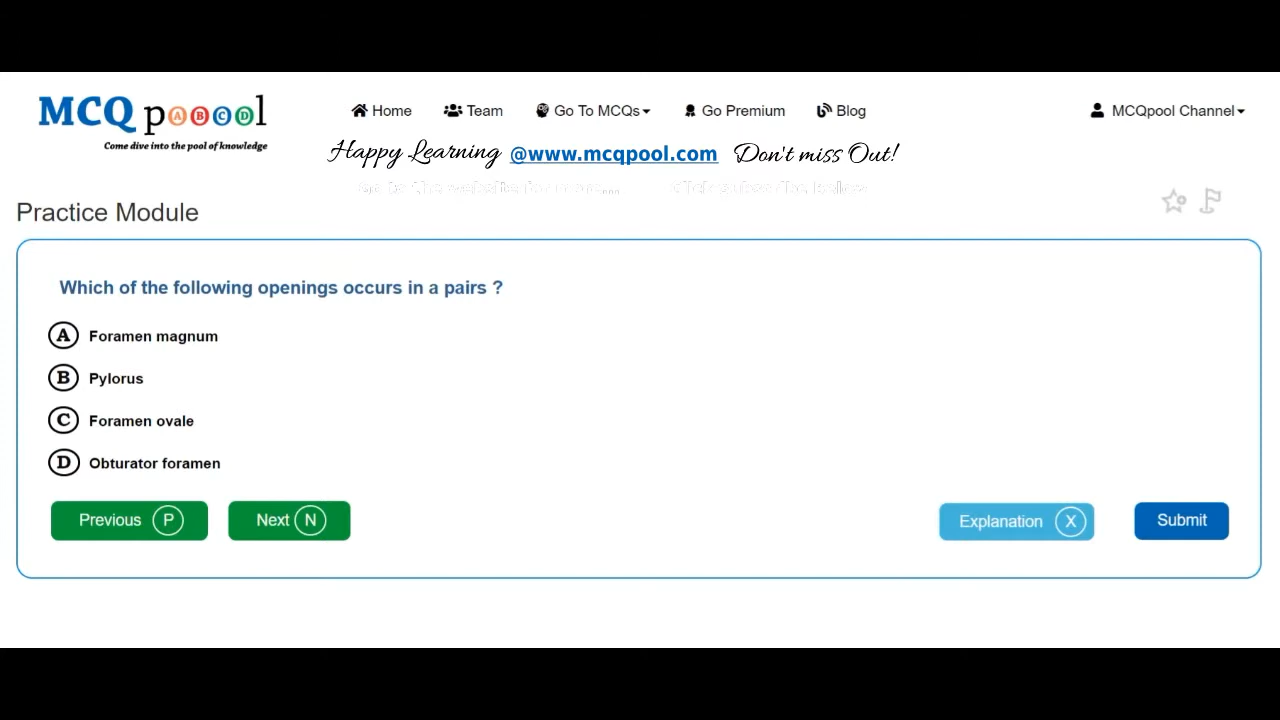 MCQ pABCDl
Come dive into the pool of knowledge
Home Team Go To MCQs Go Premium Blog MCQpool Channel
Happy Learning @www.mcqpool.com Don't miss Out!
Practice Module
Which of the following openings occurs in a pairs ?
A Foramen magnum
B Pylorus
C Foramen ovale
D Obturator foramen
Previous P Next N Explanation X Submit